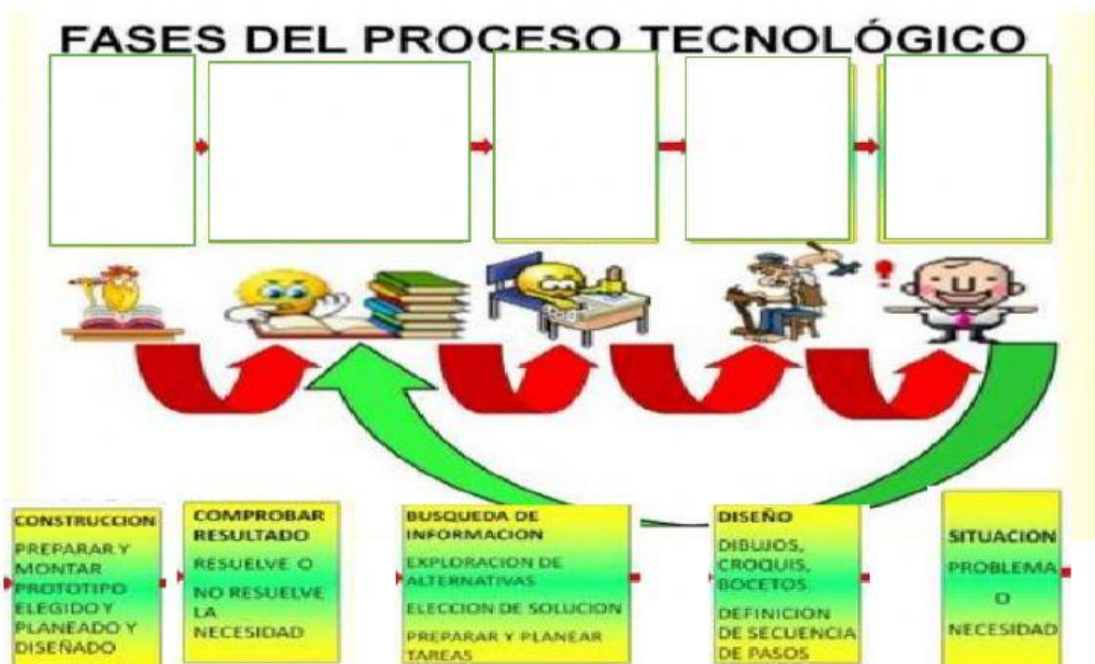 FASES DEL PROCESO TECNOLÓGICO
CONSTRUCCION
PREPARAR Y
MONTAR
PROTOTIPO
ELEGIDO Y
PLANEADO Y
DISEÑADO
COMPROBAR
RESULTADO
RESUELVE O
NO RESUELVE
LA
NECESIDAD
BUSQUEDA DE
INFORMACION
EXPLORACION DE
ALTERNATIVAS
ELECCION DE SOLUCION
PREPARAR Y PLANEAR
TAREAS
DISEÑO
DIBUJOS,
CROQUIS,
BOCETOS.
DEFINICION
DE SECUENCIA
DE PASOS
SITUACION
PROBLEMA
O
NECESIDAD